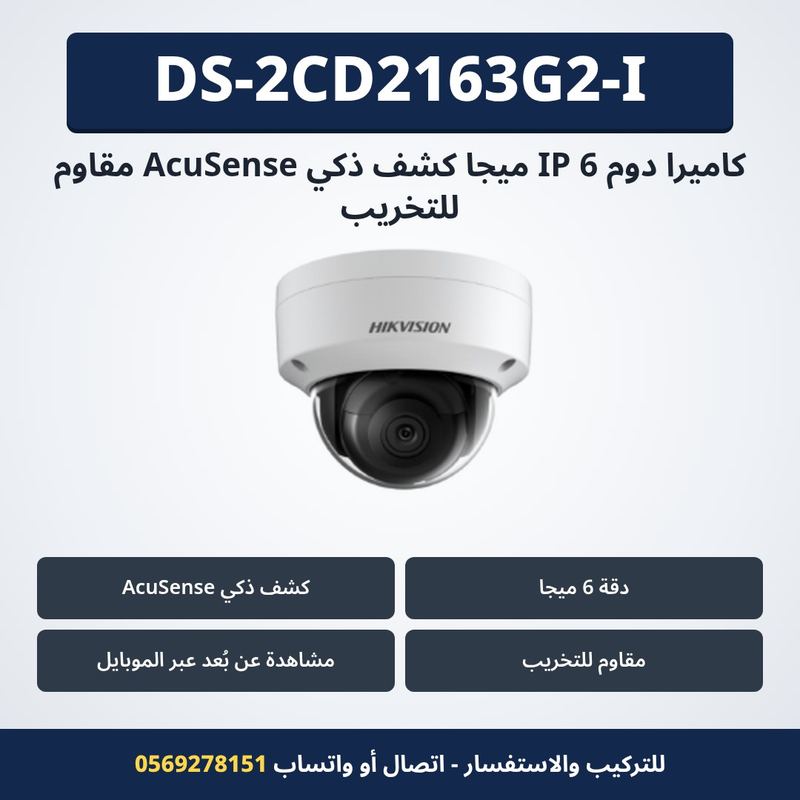 DS-2CD2163G2-I
كاميرا دوم IP 6 ميجا كشف ذكي AcuSense مقاوم
للتخريب
HIKVISION
دقة 6 ميجا
كشف ذكي AcuSense
مقاوم للتخريب
مشاهدة عن بُعد عبر الموبايل
للتركيب والاستفسار - اتصال أو واتساب 0569278151